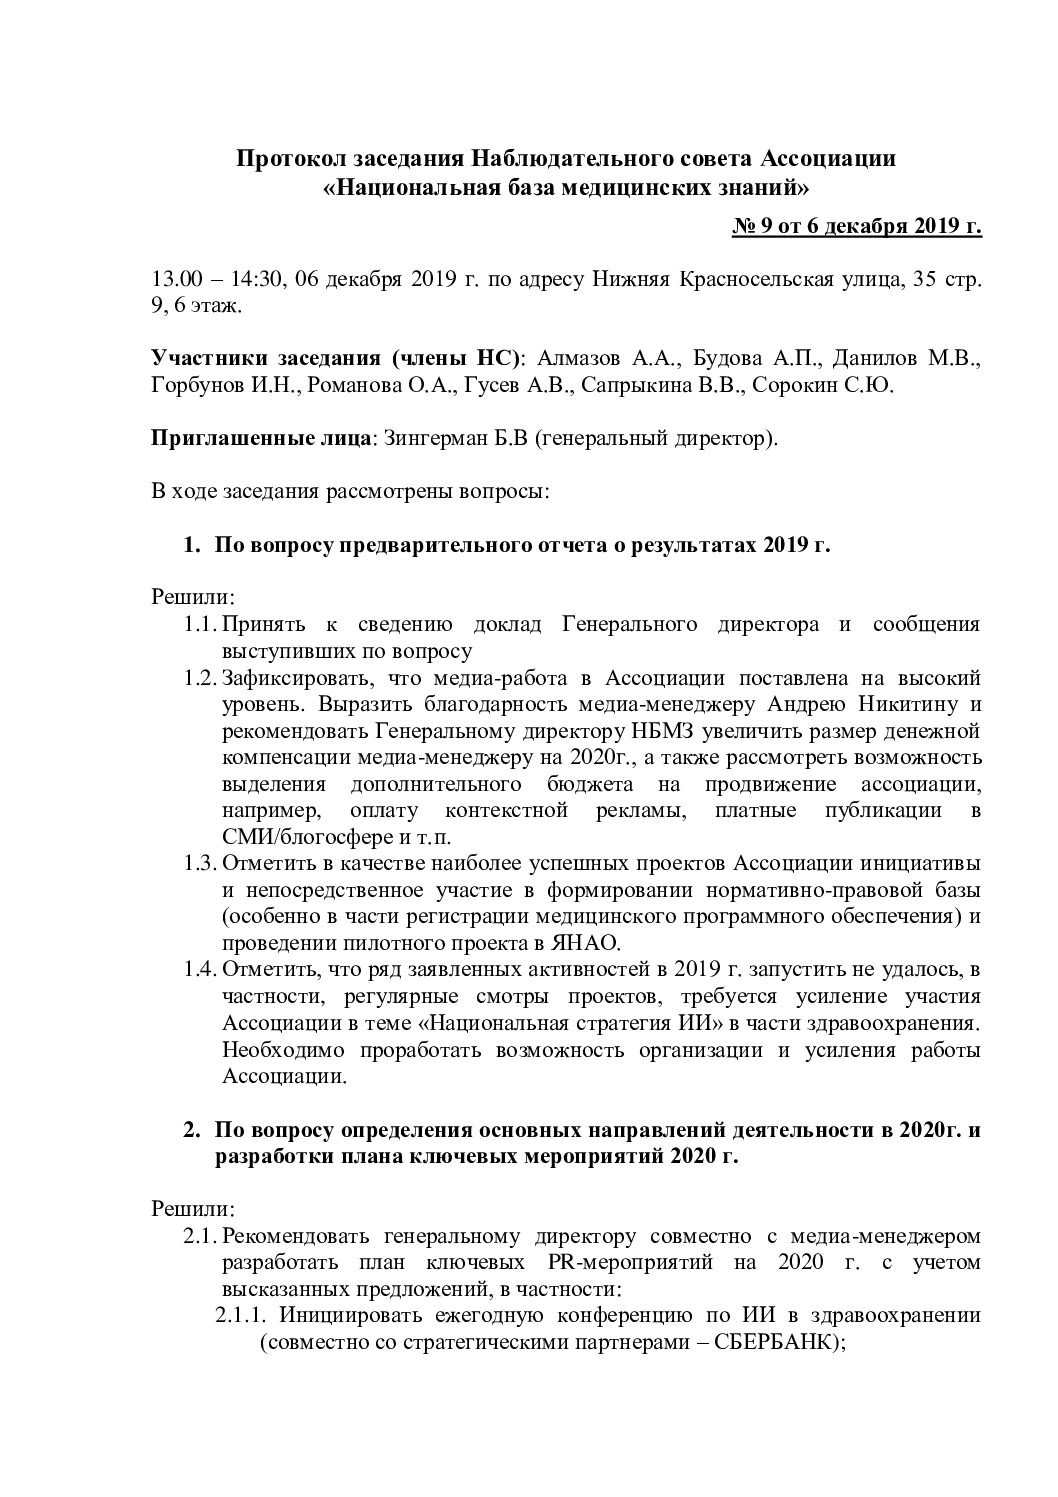 Протокол заседания Наблюдательного совета Ассоциации
«Национальная база медицинских знаний»
№ 9 от 6 декабря 2019 г.
13.00 – 14:30, 06 декабря 2019 г. по адресу Нижняя Красносельская улица, 35 стр.
9, 6 этаж.
Участники заседания (члены НС): Алмазов А.А., Будова А.П., Данилов М.В.,
Горбунов И.Н., Романова О.А., Гусев А.В., Сапрыкина В.В., Сорокин С.Ю.
Приглашенные лица: Зингерман Б.В (генеральный директор).
В ходе заседания рассмотрены вопросы:
1. По вопросу предварительного отчета о результатах 2019 г.
Решили:
1.1. Принять к сведению доклад Генерального директора и сообщения
выступивших по вопросу
1.2. Зафиксировать, что медиа-работа в Ассоциации поставлена на высокий
уровень. Выразить благодарность медиа-менеджеру Андрею Никитину и
рекомендовать Генеральному директору НБМЗ увеличить размер денежной
компенсации медиа-менеджеру на 2020г., а также рассмотреть возможность
выделения дополнительного бюджета на продвижение ассоциации,
например, оплату контекстной рекламы, платные публикации в
СМИ/блогосфере и т.п.
1.3. Отметить в качестве наиболее успешных проектов Ассоциации инициативы
и непосредственное участие в формировании нормативно-правовой базы
(особенно в части регистрации медицинского программного обеспечения) и
проведении пилотного проекта в ЯНАО.
1.4. Отметить, что ряд заявленных активностей в 2019 г. запустить не удалось, в
частности, регулярные смотры проектов, требуется усиление участия
Ассоциации в теме «Национальная стратегия ИИ» в части здравоохранения.
Необходимо проработать возможность организации и усиления работы
Ассоциации.
2. По вопросу определения основных направлений деятельности в 2020г. и
разработки плана ключевых мероприятий 2020 г.
Решили:
2.1. Рекомендовать генеральному директору совместно с медиа-менеджером
разработать план ключевых PR-мероприятий на 2020 г. с учетом
высказанных предложений, в частности:
2.1.1. Инициировать ежегодную конференцию по ИИ в здравоохранении
(совместно со стратегическими партнерами – СБЕРБАНК);